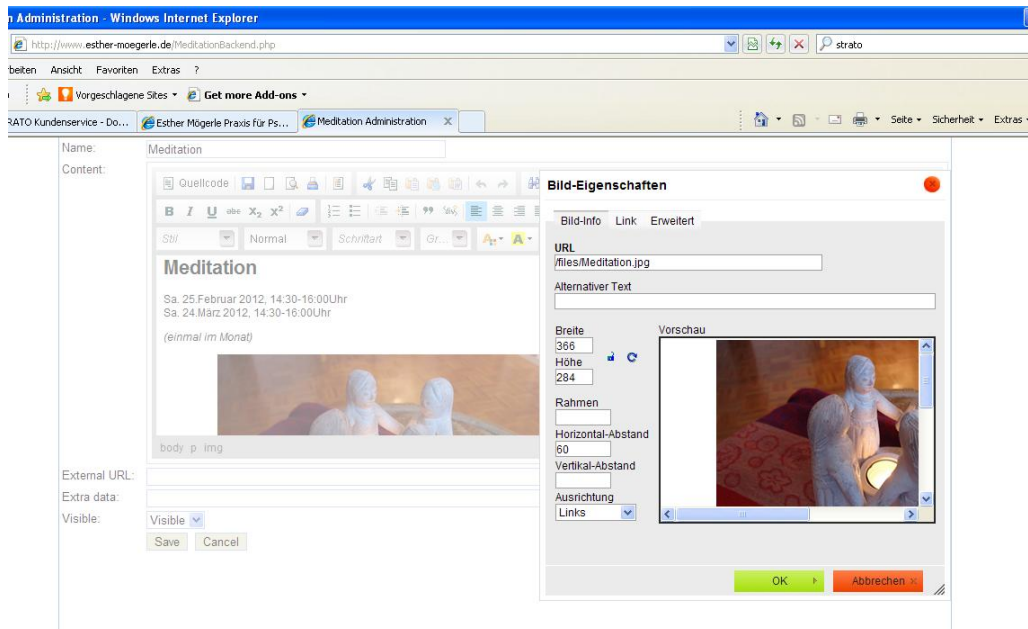 n Administration - Windows Internet Explorer
http://www.esther-moegerle.de/MeditationBackend.php
strato
rbeiten Ansicht Favoriten Extras ?
Vorgeschlagene Sites Get more Add-ons
RATO Kundenservice - Do... Esther Mögerle Praxis für Ps... Meditation Administration X
Seite Sicherheit Extras
Name: Meditation
Content:
Quellcode
B I U abc X₂ X²
Stil Normal Schriftart Gr... A A
Meditation
Sa. 25.Februar 2012, 14:30-16:00Uhr
Sa. 24.März 2012, 14:30-16:00Uhr
(einmal im Monat)
body p img
External URL:
Extra data:
Visible: Visible
Save Cancel
Bild-Eigenschaften
Bild-Info Link Erweitert
URL
/files/Meditation.jpg
Alternativer Text
Breite
366
Höhe
284
Rahmen
Horizontal-Abstand
60
Vertikal-Abstand
Ausrichtung
Links
Vorschau
OK Abbrechen